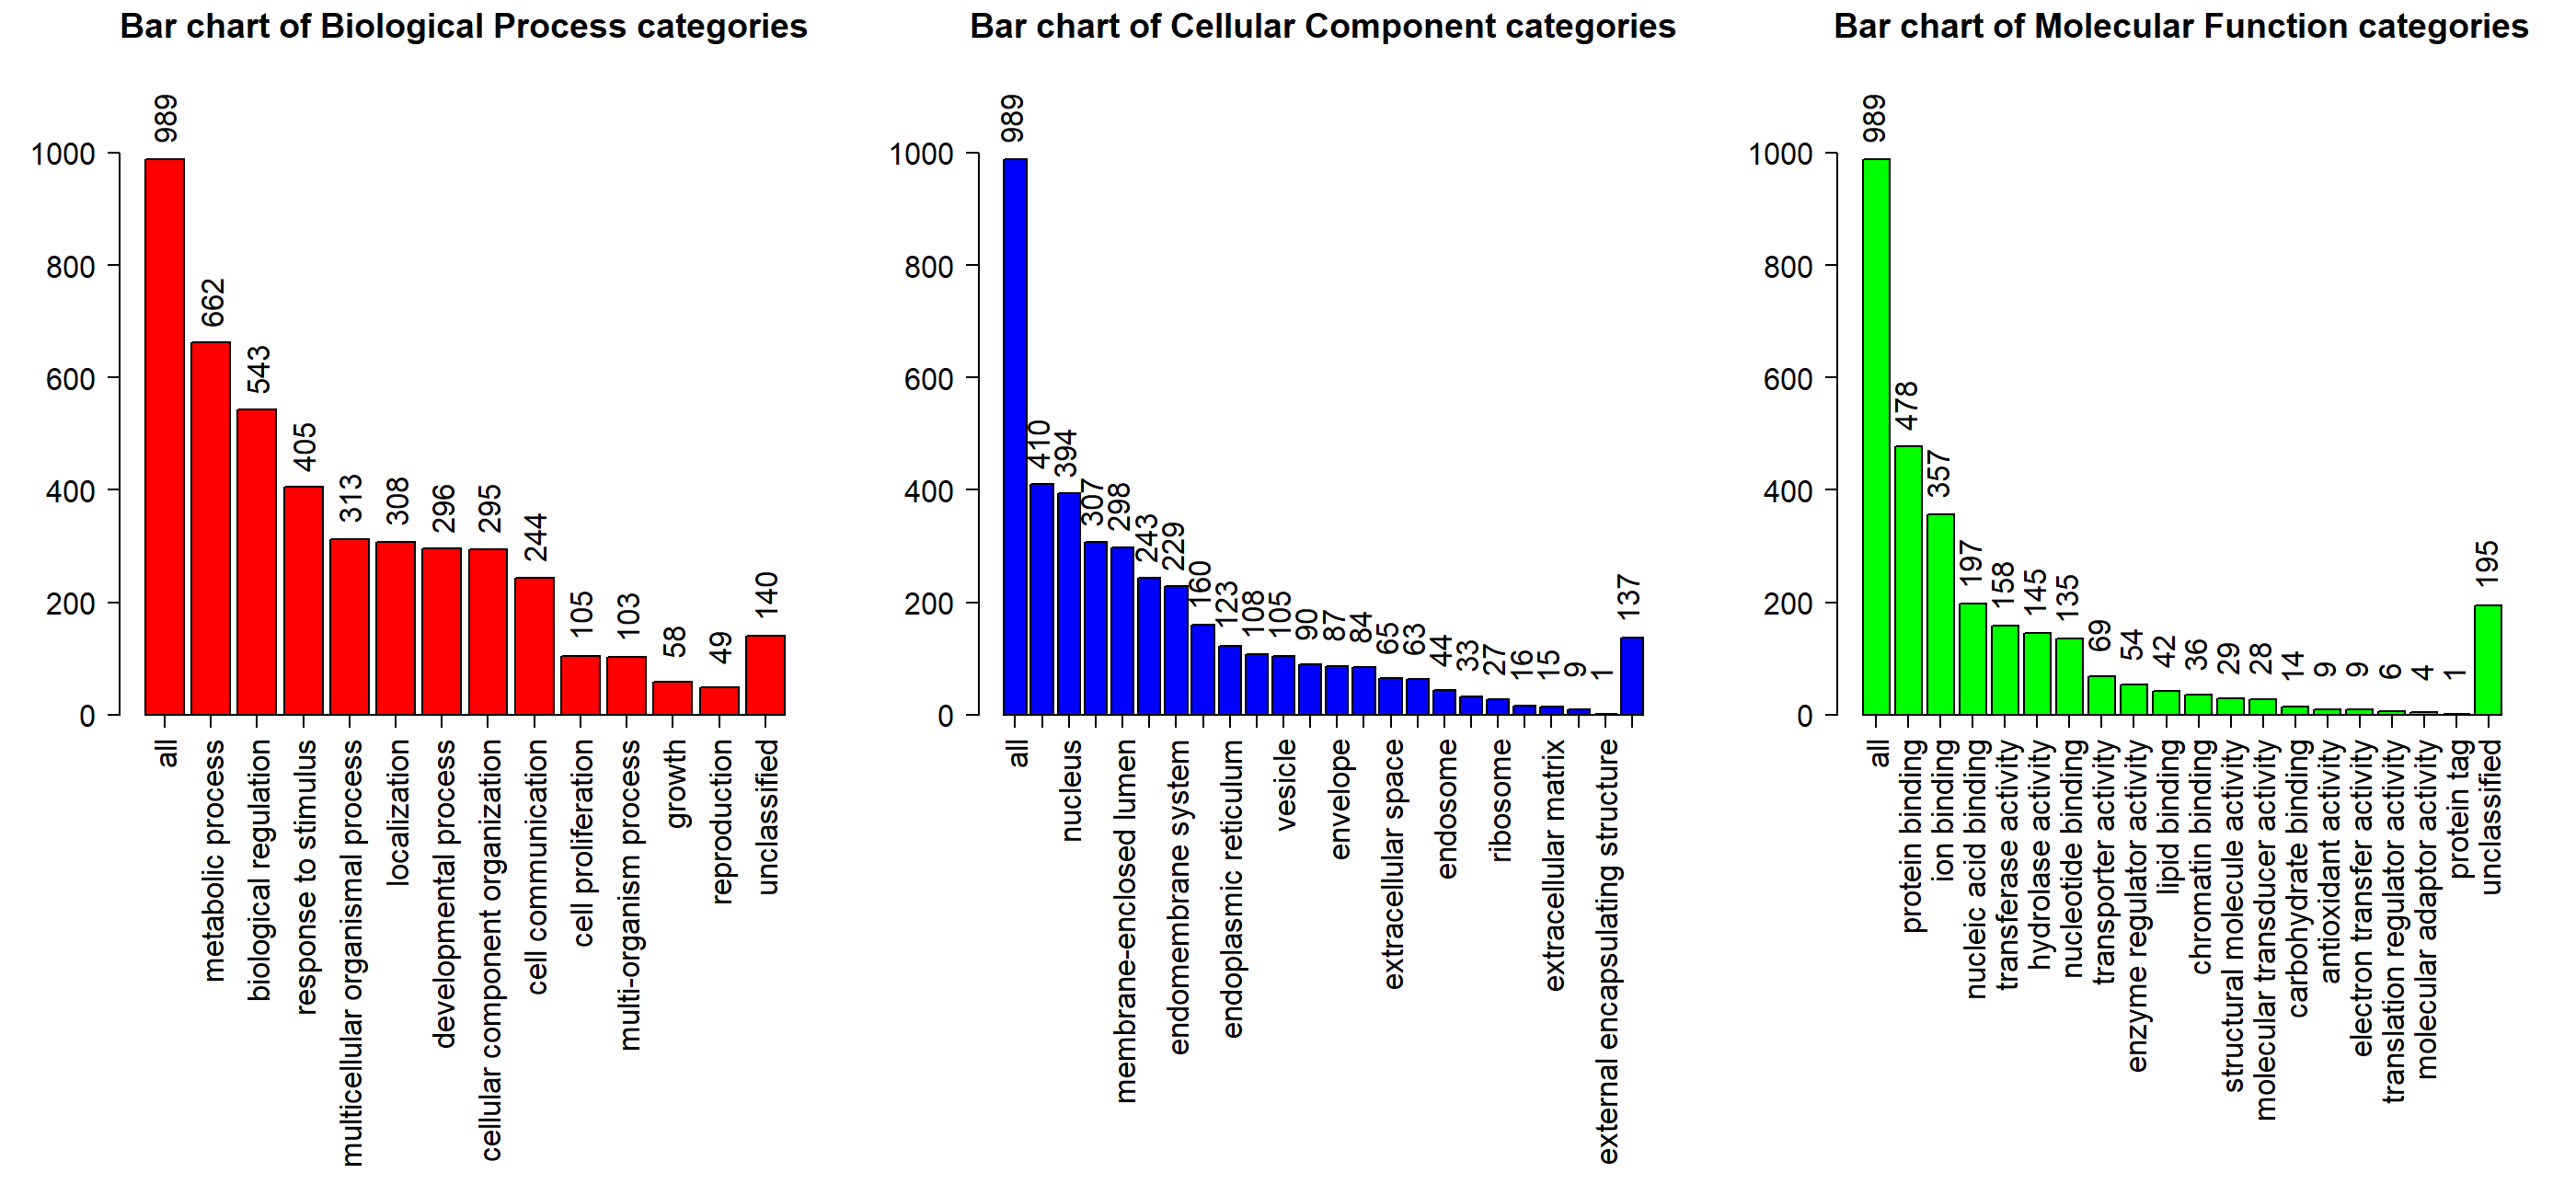 Bar chart of Biological Process categories
989
662
543
405
313
308
296
295
244
105
103
58
49
140
1000
800
600
400
200
0
all
metabolic process
biological regulation
response to stimulus
multicellular organismal process
localization
developmental process
cellular component organization
cell communication
cell proliferation
multi-organism process
growth
reproduction
unclassified
Bar chart of Cellular Component categories
989
410
394
307
298
243
229
160
123
108
105
90
87
84
65
63
44
33
27
16
15
9
1
137
1000
800
600
400
200
0
all
nucleus
membrane-enclosed lumen
endomembrane system
endoplasmic reticulum
vesicle
envelope
extracellular space
endosome
ribosome
extracellular matrix
external encapsulating structure
Bar chart of Molecular Function categories
989
478
357
197
158
145
135
69
54
42
36
29
28
14
9
9
6
4
1
195
1000
800
600
400
200
0
all
protein binding
ion binding
nucleic acid binding
transferase activity
hydrolase activity
nucleotide binding
transporter activity
enzyme regulator activity
lipid binding
chromatin binding
structural molecule activity
molecular transducer activity
carbohydrate binding
antioxidant activity
electron transfer activity
translation regulator activity
molecular adaptor activity
protein tag
unclassified